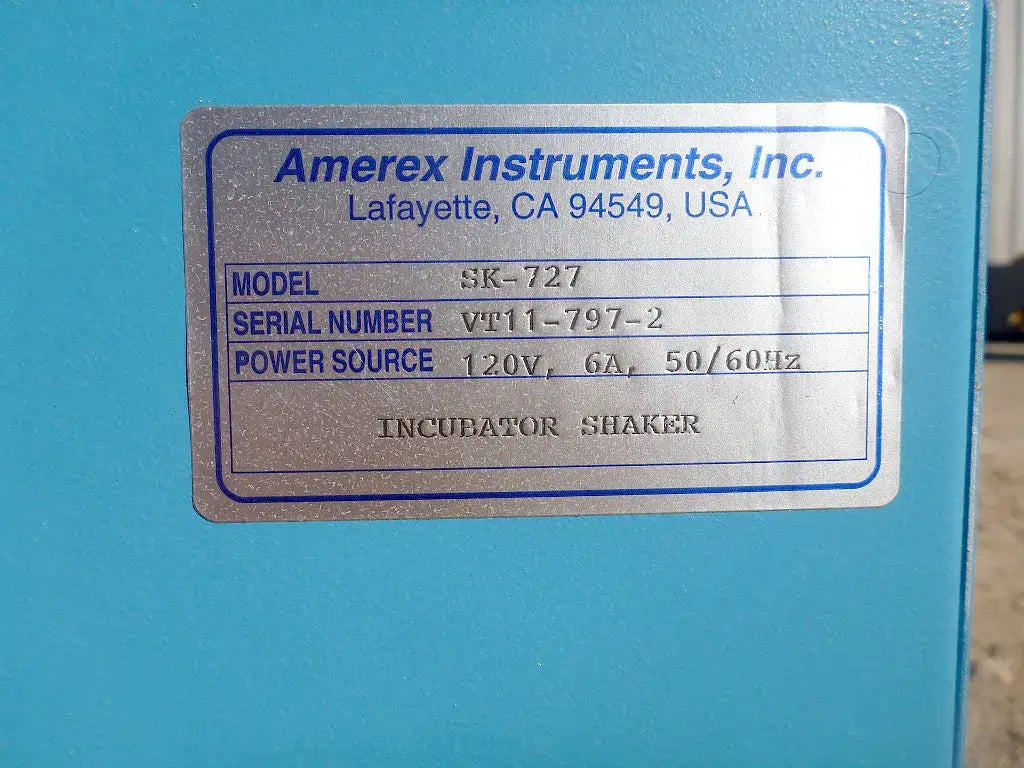 Amerex Instruments, Inc.
Lafayette, CA 94549, USA
MODEL SK-727
SERIAL NUMBER VT11-797-2
POWER SOURCE 120V, 6A, 50/60Hz
INCUBATOR SHAKER